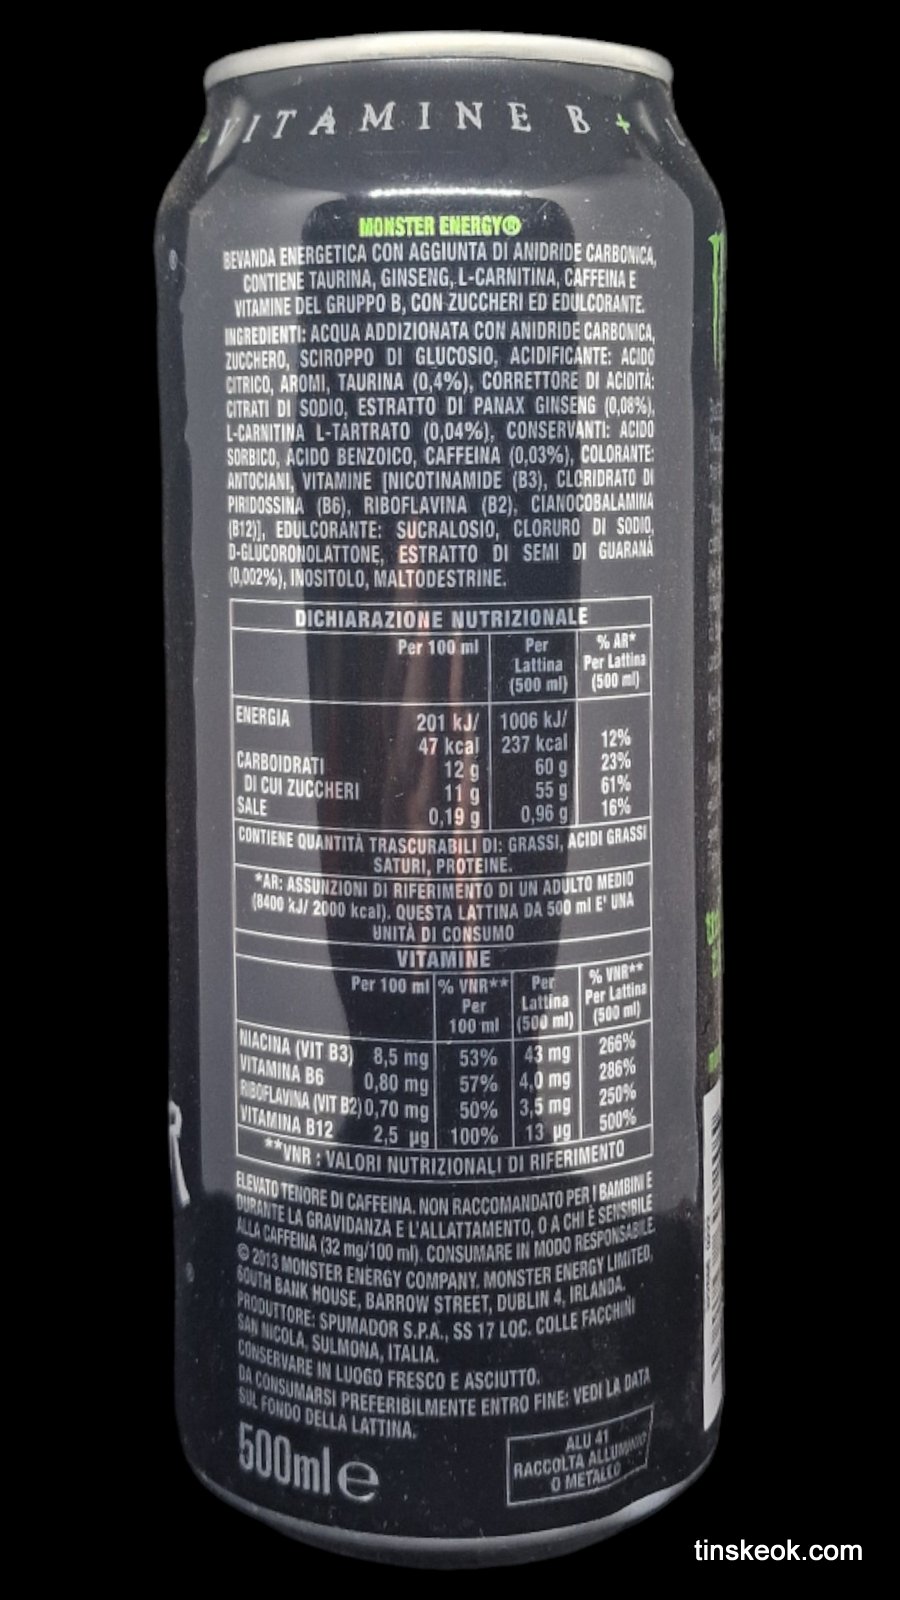 VITAMINE B +
MONSTER ENERGY®
BEVANDA ENERGETICA CON AGGIUNTA DI ANIDRIDE CARBONICA,
CONTIENE TAURINA, GINSENG, L-CARNITINA, CAFFEINA E
VITAMINE DEL GRUPPO B, CON ZUCCHERI ED EDULCORANTE.
INGREDIENTI: ACQUA ADDIZIONATA CON ANIDRIDE CARBONICA,
ZUCCHERO, SCIROPPO DI GLUCOSIO, ACIDIFICANTE: ACIDO
CITRICO, AROMI, TAURINA (0,4%), CORRETTORE DI ACIDITÀ:
CITRATI DI SODIO, ESTRATTO DI PANAX GINSENG (0,08%),
L-CARNITINA L-TARTRATO (0,04%), CONSERVANTI: ACIDO
SORBICO, ACIDO BENZOICO, CAFFEINA (0,03%), COLORANTE:
ANTOCIANI, VITAMINE [NICOTINAMIDE (B3), CLORIDRATO DI
PIRIDOSSINA (B6), RIBOFLAVINA (B2), CIANOCOBALAMINA
(B12)], EDULCORANTE: SUCRALOSIO, CLORURO DI SODIO,
D-GLUCORONOLATTONE, ESTRATTO DI SEMI DI GUARANÀ
(0,002%), INOSITOLO, MALTODESTRINE.
DICHIARAZIONE NUTRIZIONALE
Per 100 ml Per Lattina (500 ml) % AR* Per Lattina (500 ml)
ENERGIA 201 kJ/ 1006 kJ/
47 kcal 237 kcal 12%
CARBOIDRATI 12 g 60 g 23%
DI CUI ZUCCHERI 11 g 55 g 61%
SALE 0,19 g 0,96 g 16%
CONTIENE QUANTITÀ TRASCURABILI DI: GRASSI, ACIDI GRASSI
SATURI, PROTEINE.
*AR: ASSUNZIONI DI RIFERIMENTO DI UN ADULTO MEDIO
(8400 kJ/ 2000 kcal). QUESTA LATTINA DA 500 ml E' UNA
UNITÀ DI CONSUMO
VITAMINE
Per 100 ml % VNR** Per 100 ml Per Lattina (500 ml) % VNR** Per Lattina (500 ml)
NIACINA (VIT B3) 8,5 mg 53% 43 mg 266%
VITAMINA B6 0,80 mg 57% 4,0 mg 286%
RIBOFLAVINA (VIT B2) 0,70 mg 50% 3,5 mg 250%
VITAMINA B12 2,5 µg 100% 13 µg 500%
**VNR : VALORI NUTRIZIONALI DI RIFERIMENTO
ELEVATO TENORE DI CAFFEINA. NON RACCOMANDATO PER I BAMBINI E
DURANTE LA GRAVIDANZA E L'ALLATTAMENTO, O A CHI È SENSIBILE
ALLA CAFFEINA (32 mg/100 ml). CONSUMARE IN MODO RESPONSABILE.
© 2013 MONSTER ENERGY COMPANY. MONSTER ENERGY LIMITED,
SOUTH BANK HOUSE, BARROW STREET, DUBLIN 4, IRLANDA.
PRODUTTORE: SPUMADOR S.P.A., SS 17 LOC. COLLE FACCHINI
SAN NICOLA, SULMONA, ITALIA.
CONSERVARE IN LUOGO FRESCO E ASCIUTTO.
DA CONSUMARSI PREFERIBILMENTE ENTRO FINE: VEDI LA DATA
SUL FONDO DELLA LATTINA.
500ml e
ALU 41
RACCOLTA ALLUMINIO
O METALLO
R
tinskeok.com